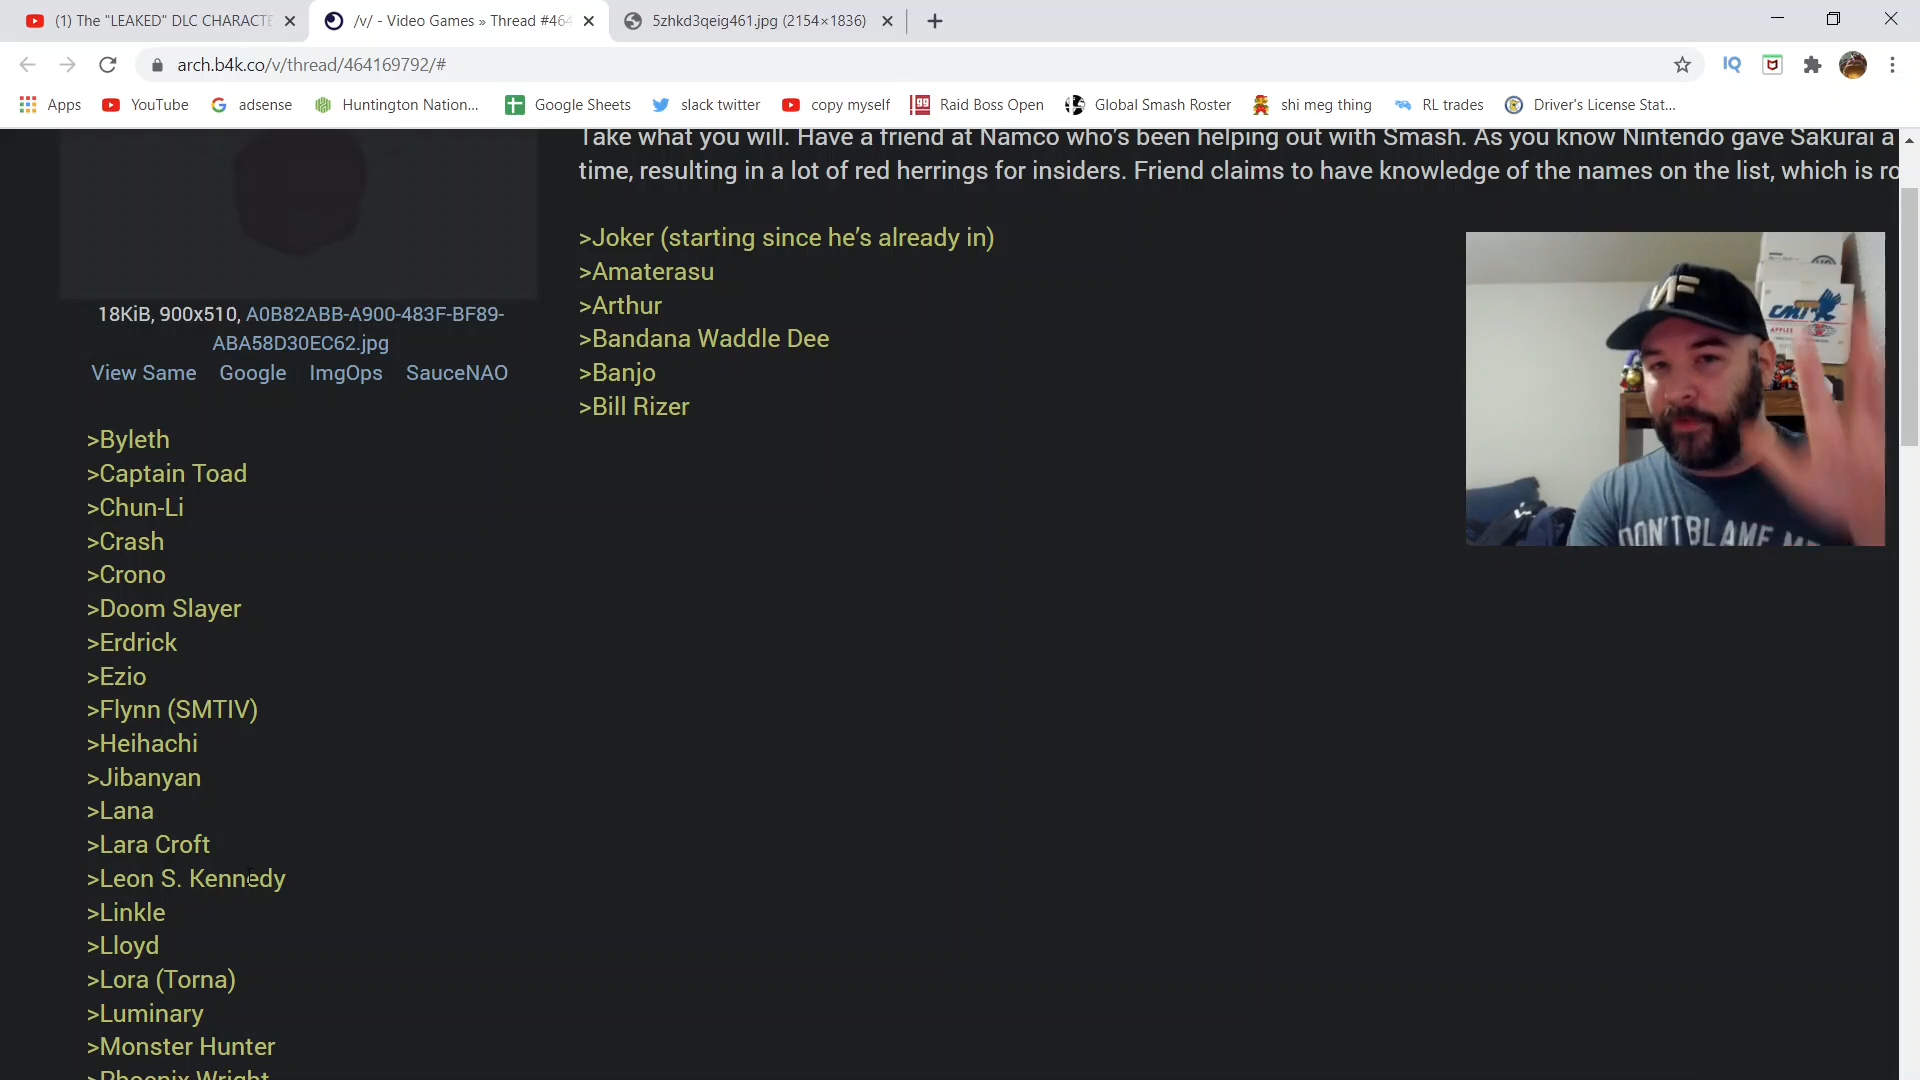 (1) The "LEAKED" DLC CHARACTE
/v/ - Video Games » Thread #464
5zhkd3qeig461.jpg (2154×1836)
arch.b4k.co/v/thread/464169792/#
IQ
Apps
YouTube
adsense
Huntington Nation...
Google Sheets
slack twitter
copy myself
gg
Raid Boss Open
Global Smash Roster
shi meg thing
RL trades
Driver's License Stat...
Take what you will. Have a friend at Namco who's been helping out with Smash. As you know Nintendo gave Sakurai a
time, resulting in a lot of red herrings for insiders. Friend claims to have knowledge of the names on the list, which is ro
>Joker (starting since he's already in)
>Amaterasu
>Arthur
>Bandana Waddle Dee
>Banjo
>Bill Rizer
18KiB, 900x510, A0B82ABB-A900-483F-BF89-
ABA58D30EC62.jpg
View Same Google ImgOps SauceNAO
>Byleth
>Captain Toad
>Chun-Li
>Crash
>Crono
>Doom Slayer
>Erdrick
>Ezio
>Flynn (SMTIV)
>Heihachi
>Jibanyan
>Lana
>Lara Croft
>Leon S. Kennedy
>Linkle
>Lloyd
>Lora (Torna)
>Luminary
>Monster Hunter
>Phoenix Wright
CMI
APPLES
DON'T BLAME ME